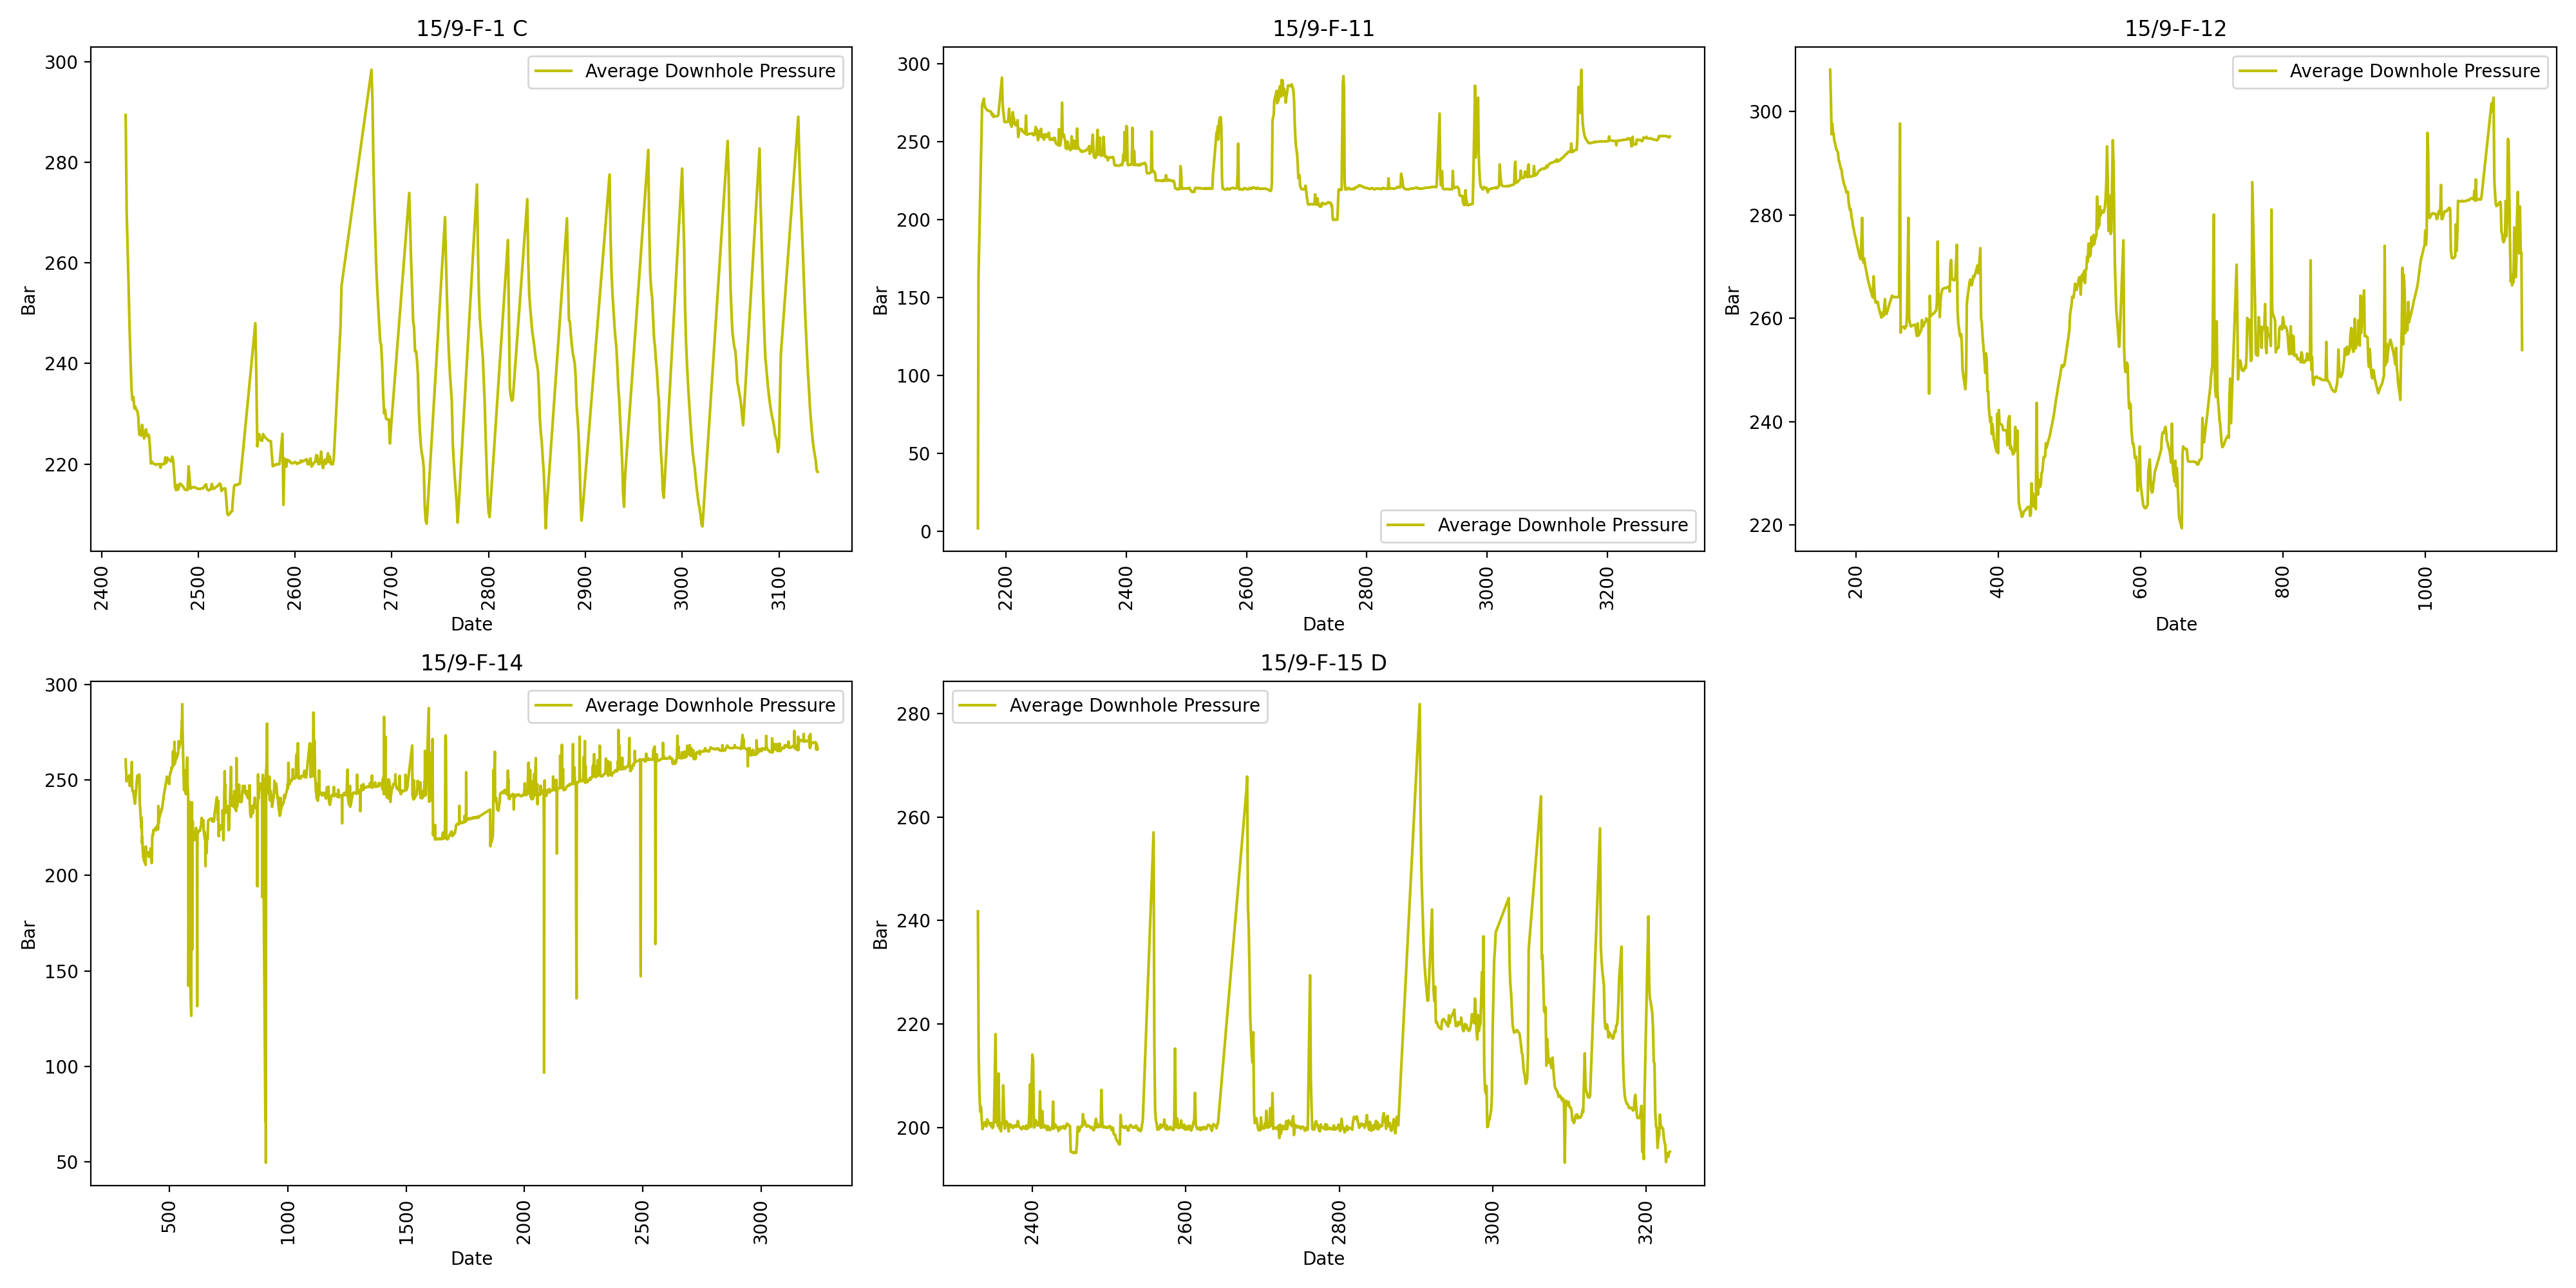 15/9-F-1 C
Average Downhole Pressure
Bar
300
280
260
240
220
2400 2500 2600 2700 2800 2900 3000 3100
Date
15/9-F-11
Average Downhole Pressure
Bar
300
250
200
150
100
50
0
2200 2400 2600 2800 3000 3200
Date
15/9-F-12
Average Downhole Pressure
Bar
300
280
260
240
220
200 400 600 800 1000
Date
15/9-F-14
Average Downhole Pressure
Bar
300
250
200
150
100
50
500 1000 1500 2000 2500 3000
Date
15/9-F-15 D
Average Downhole Pressure
Bar
280
260
240
220
200
2400 2600 2800 3000 3200
Date